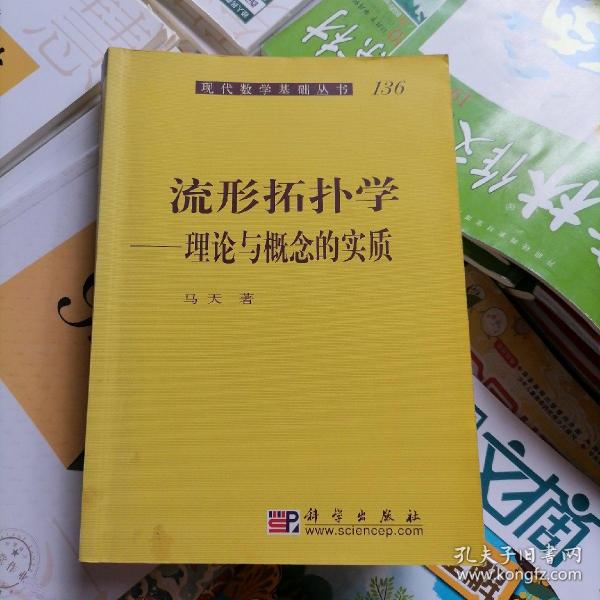 现代数学基础丛书 136
流形拓扑学
——理论与概念的实质
马天 著
科学出版社
www.sciencep.com
作文
孔夫子旧书网
www.kongfz.com